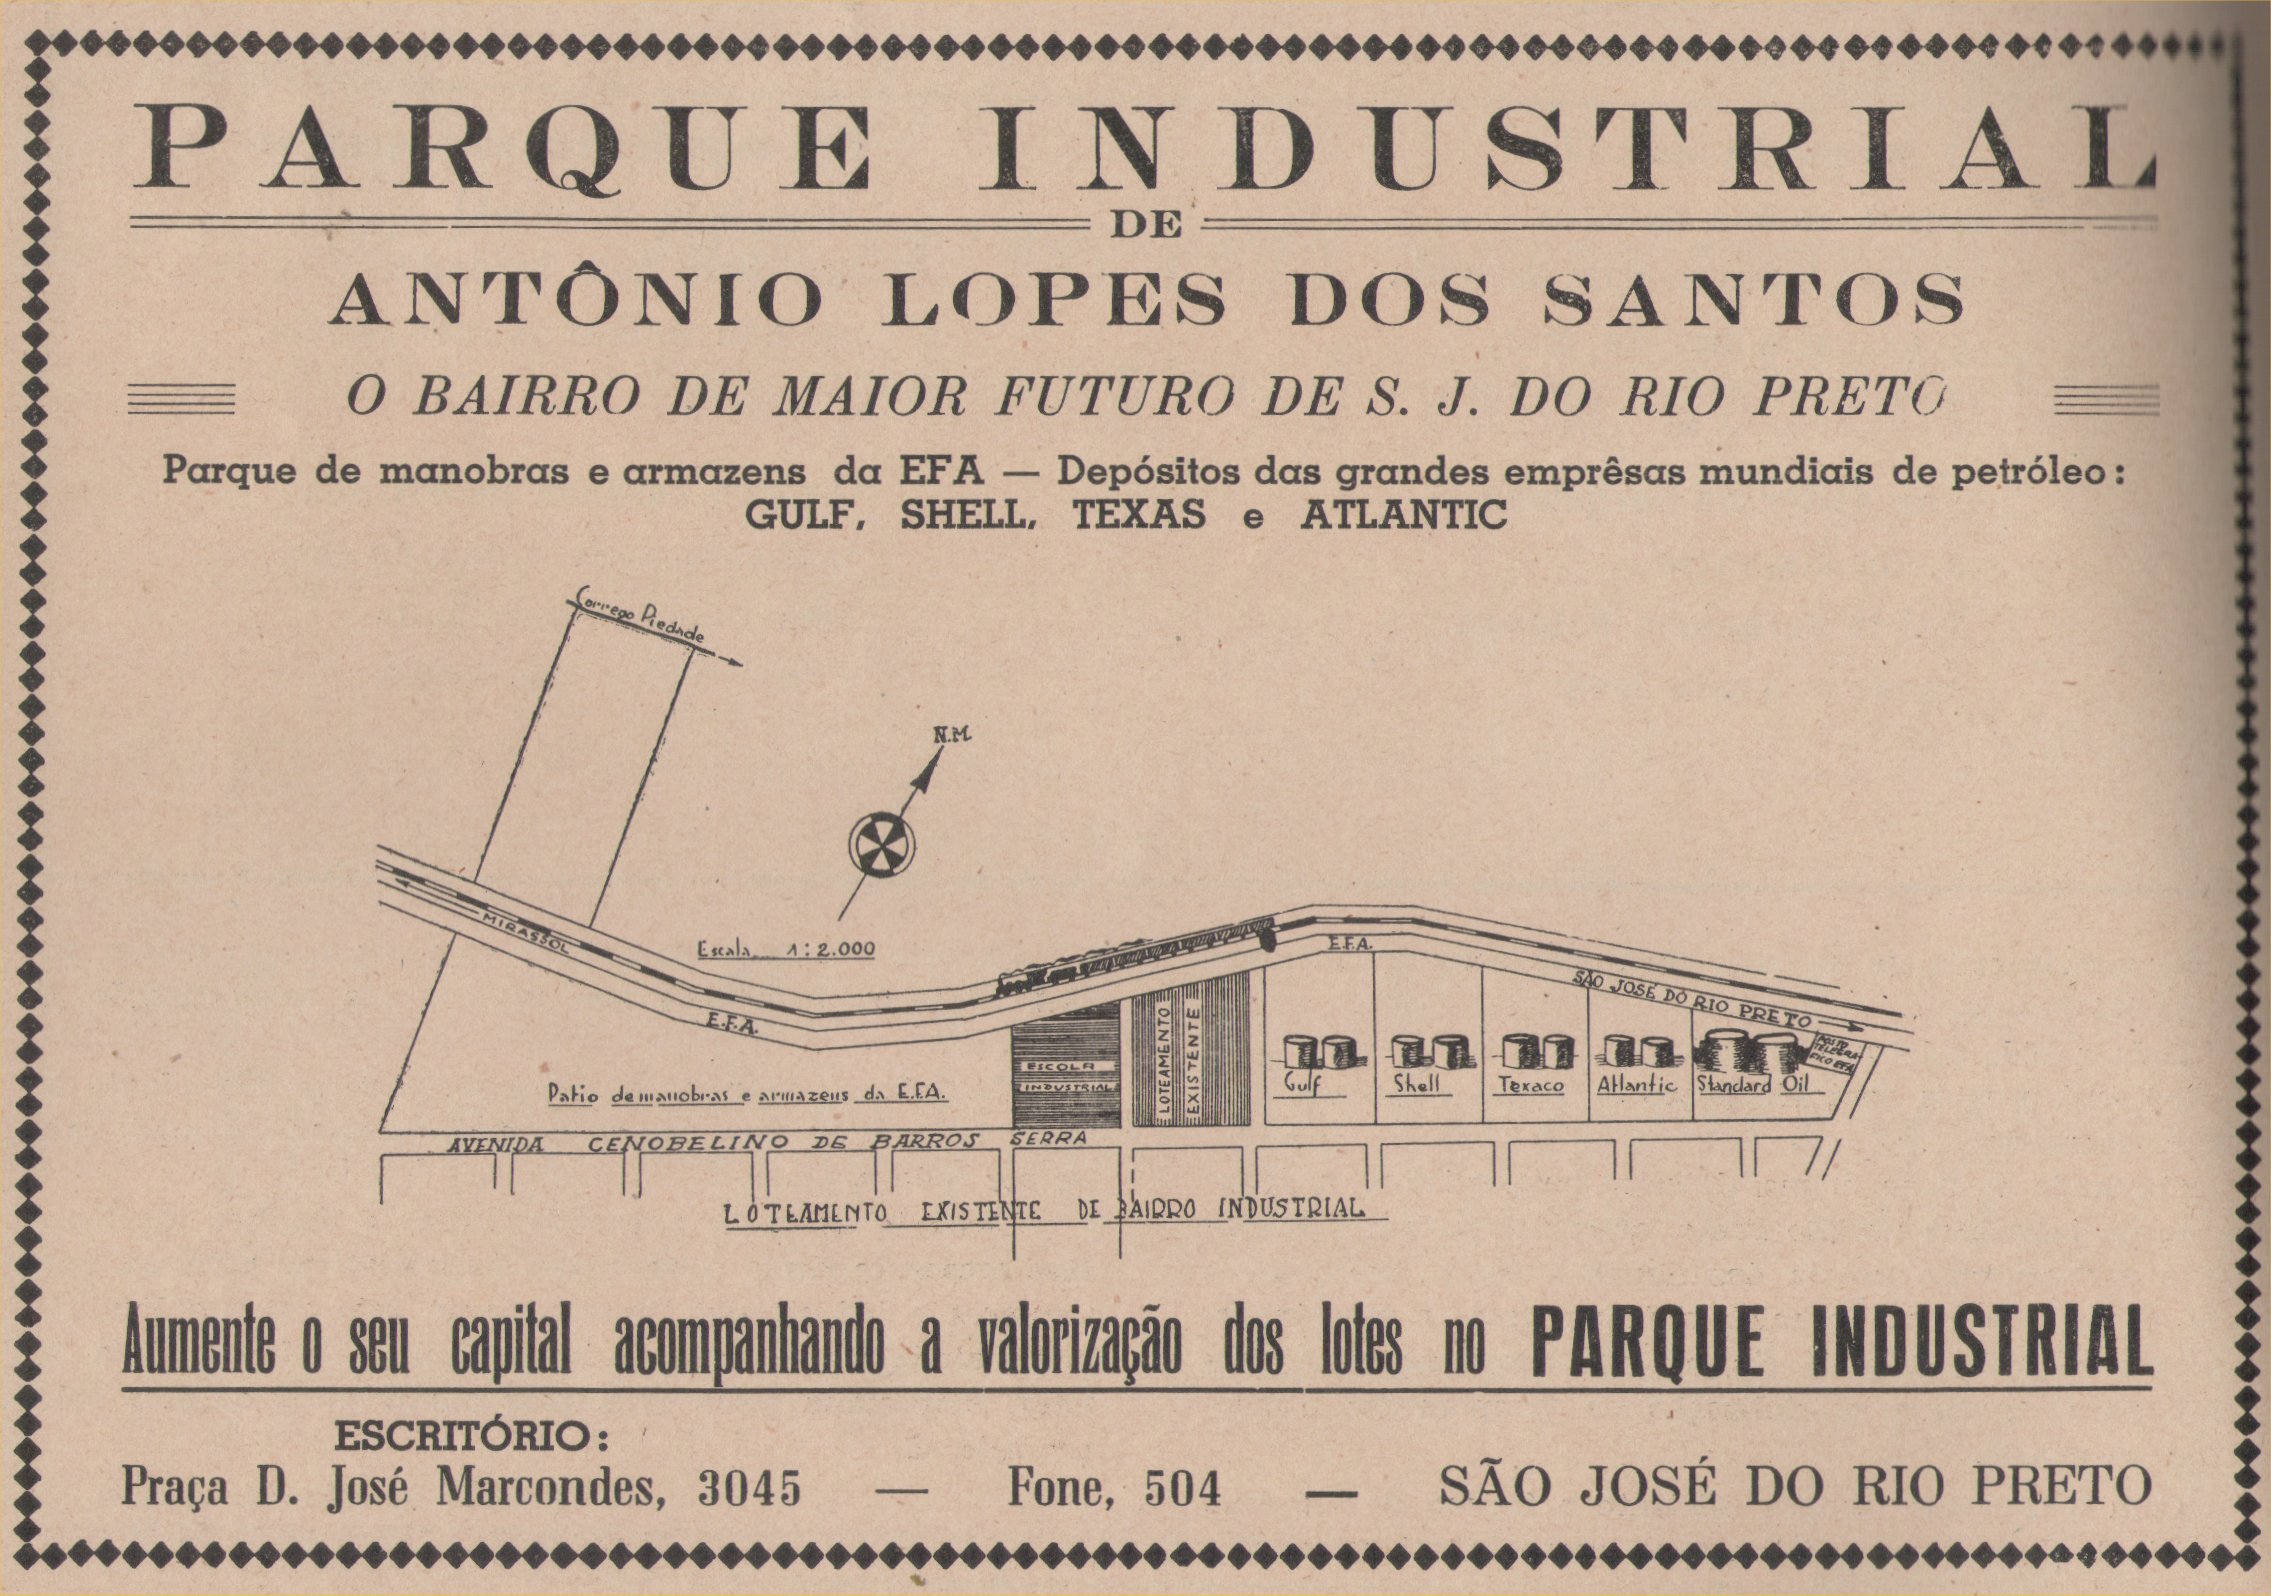 PARQUE INDUSTRIAL
DE
ANTÔNIO LOPES DOS SANTOS
O BAIRRO DE MAIOR FUTURO DE S. J. DO RIO PRETO
Parque de manobras e armazens da EFA — Depósitos das grandes emprêsas mundiais de petróleo:
GULF, SHELL, TEXAS e ATLANTIC
Corrego Piedade
N.M.
MIRASSOL
Escala 1:2.000
E.F.A.
E.F.A.
SÃO JOSÉ DO RIO PRETO
POSTO
TELEGRA-
FICO EFA
ESCOLA
INDUSTRIAL
LOTEAMENTO
EXISTENTE
Gulf
Shell
Texaco
Atlantic
Standard Oil
Patio de manobras e armazens da E.F.A.
AVENIDA CENOBELINO DE BARROS SERRA
LOTEAMENTO EXISTENTE DE BAIRRO INDUSTRIAL
Aumente o seu capital acompanhando a valorização dos lotes no PARQUE INDUSTRIAL
ESCRITÓRIO:
Praça D. José Marcondes, 3045 — Fone, 504 — SÃO JOSÉ DO RIO PRETO